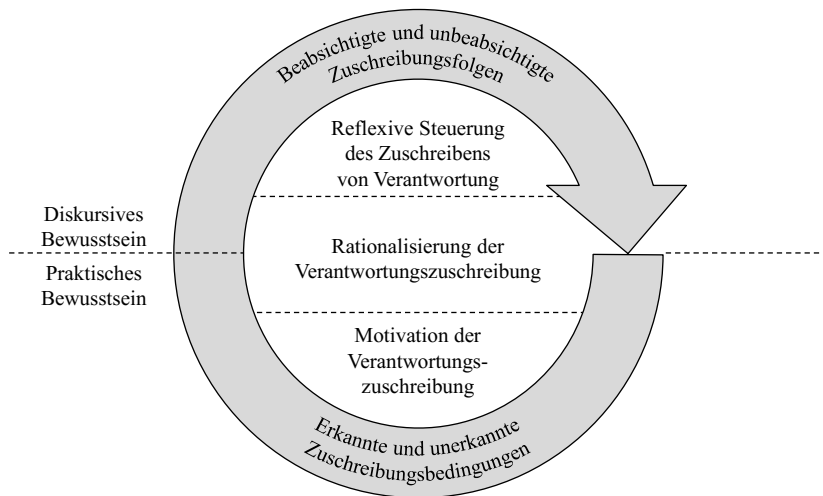 Beabsichtigte und unbeabsichtigte
Zuschreibungsfolgen
Reflexive Steuerung
des Zuschreibens
von Verantwortung
Diskursives
Bewusstsein
Rationalisierung der
Verantwortungszuschreibung
Praktisches
Bewusstsein
Motivation der
Verantwortungs-
zuschreibung
Erkannte und unerkannte
Zuschreibungsbedingungen